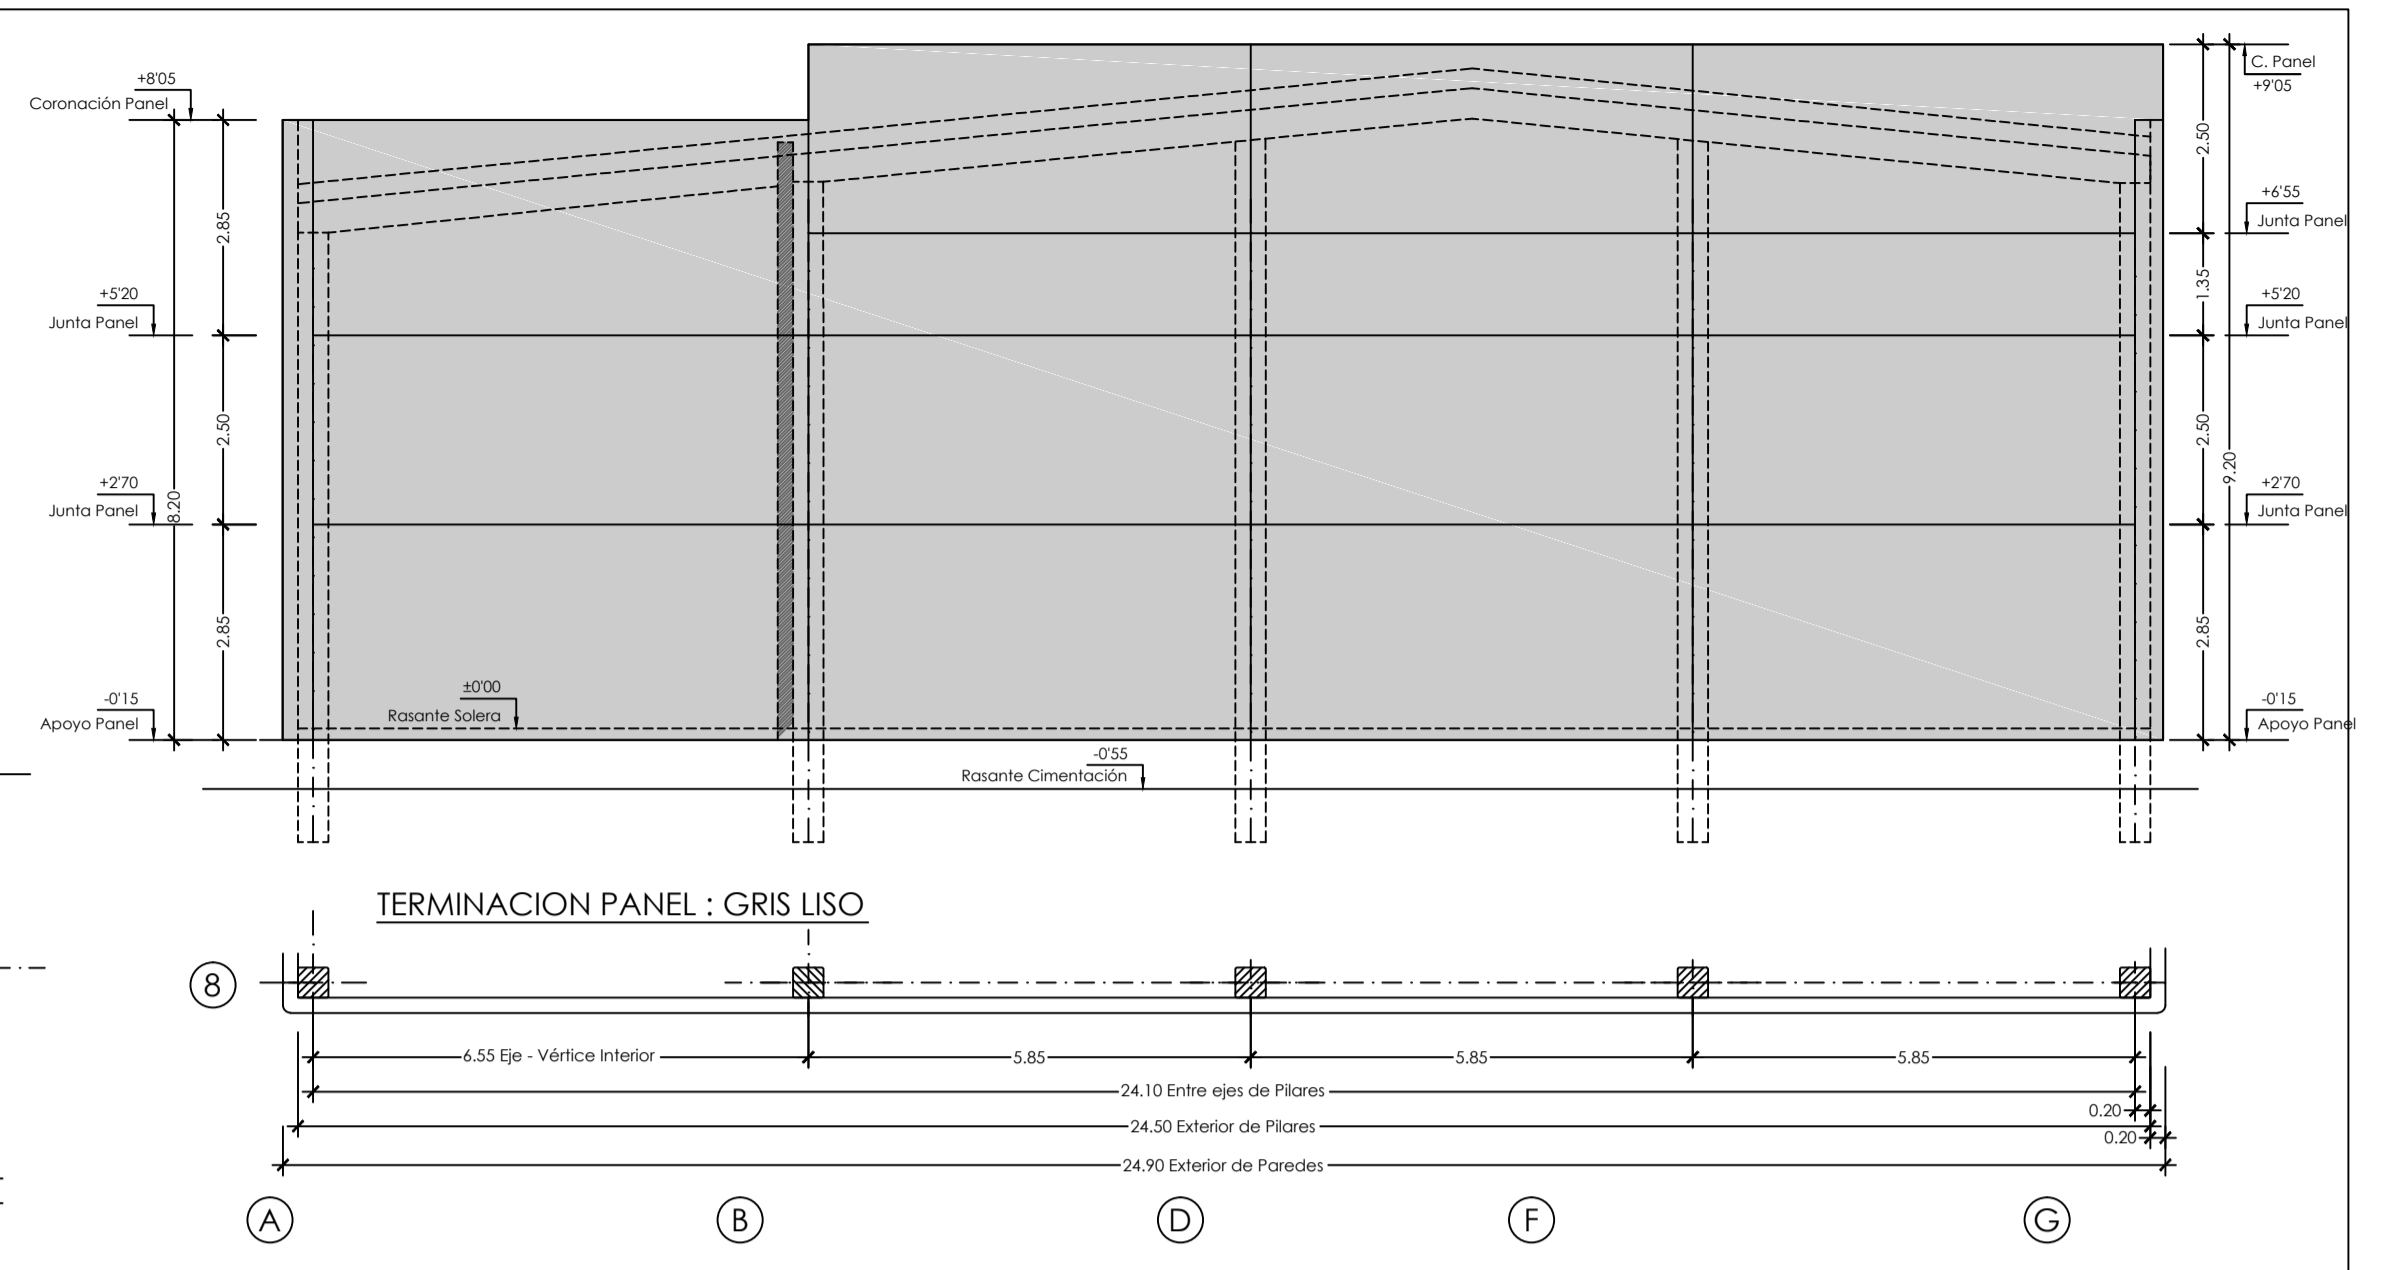 +8'05
Coronación Panel
C. Panel
+9'05
2.50
2.85
+6'55
Junta Panel
1.35
+5'20
Junta Panel
+5'20
Junta Panel
2.50
2.50
9.20
+2'70
Junta Panel
8.20
+2'70
Junta Panel
2.85
2.85
±0'00
Rasante Solera
-0'15
Apoyo Panel
-0'15
Apoyo Panel
-0'55
Rasante Cimentación
TERMINACION PANEL : GRIS LISO
8
6.55 Eje - Vértice Interior
5.85
5.85
5.85
24.10 Entre ejes de Pilares
0.20
24.50 Exterior de Pilares
0.20
24.90 Exterior de Paredes
A
B
D
F
G